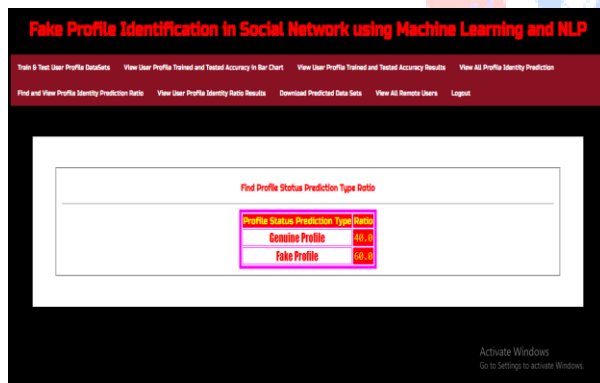 Fake Profile Identification in Social Network using Machine Learning and NLP
Train & Test User Profile DataSets View User Profile Trained and Tested Accuracy in Bar Chart View User Profile Trained and Tested Accuracy Results View All Profile Identity Prediction
Find and View Profile Identity Prediction Ratio View User Profile Identity Ratio Results Download Predicted Data Sets View All Remote Users Logout
Find Profile Status Prediction Type Ratio
Profile Status Prediction Type Ratio
Genuine Profile 40.0
Fake Profile 60.0
Activate Windows
Go to Settings to activate Windows.